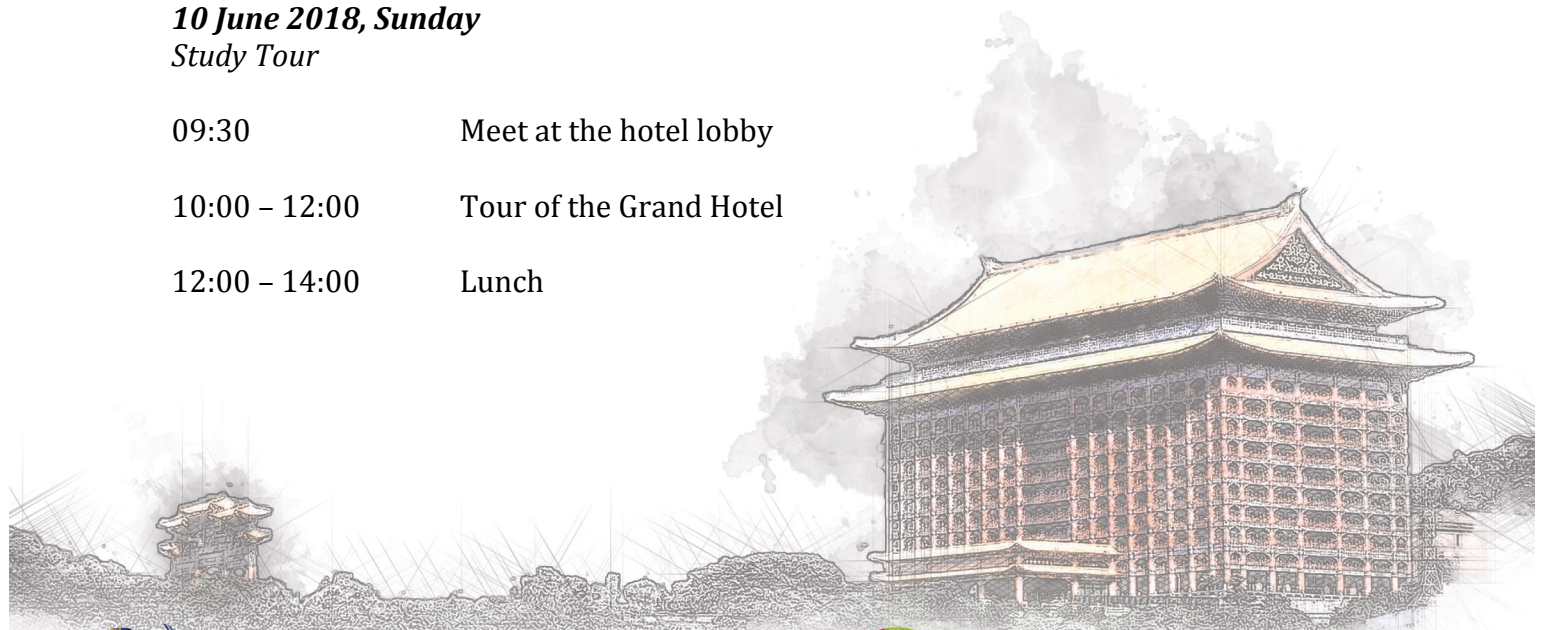 10 June 2018, Sunday
Study Tour
09:30 Meet at the hotel lobby
10:00 – 12:00 Tour of the Grand Hotel
12:00 – 14:00 Lunch